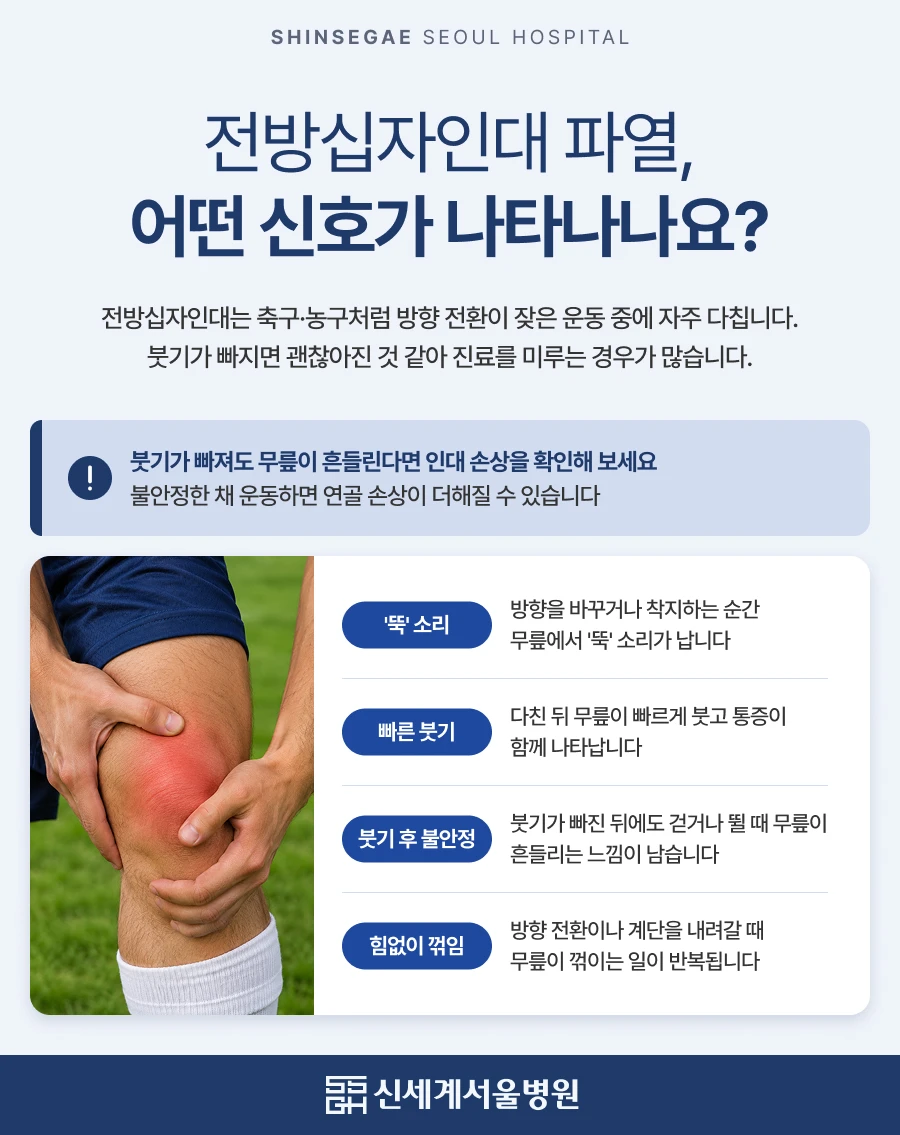 SHINSEGAE SEOUL HOSPITAL
전방십자인대 파열,
어떤 신호가 나타나나요?
전방십자인대는 축구·농구처럼 방향 전환이 잦은 운동 중에 자주 다칩니다.
붓기가 빠지면 괜찮아진 것 같아 진료를 미루는 경우가 많습니다.
붓기가 빠져도 무릎이 흔들린다면 인대 손상을 확인해 보세요
불안정한 채 운동하면 연골 손상이 더해질 수 있습니다
'뚝' 소리
방향을 바꾸거나 착지하는 순간
무릎에서 '뚝' 소리가 납니다
빠른 붓기
다친 뒤 무릎이 빠르게 붓고 통증이
함께 나타납니다
붓기 후 불안정
붓기가 빠진 뒤에도 걷거나 뛸 때 무릎이
흔들리는 느낌이 남습니다
힘없이 꺾임
방향 전환이나 계단을 내려갈 때
무릎이 꺾이는 일이 반복됩니다
SSGH 신세계서울병원